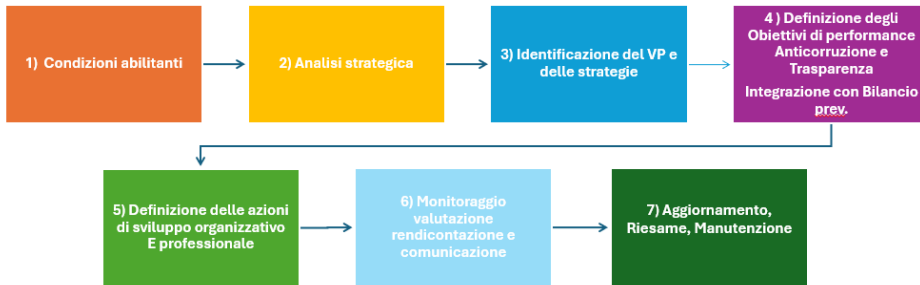 1) Condizioni abilitanti
2) Analisi strategica
3) Identificazione del VP e
delle strategie
4 ) Definizione degli
Obiettivi di performance
Anticorruzione e
Trasparenza
Integrazione con Bilancio
prev.
5) Definizione delle azioni
di sviluppo organizzativo
E professionale
6) Monitoraggio
valutazione
rendicontazione e
comunicazione
7) Aggiornamento,
Riesame, Manutenzione